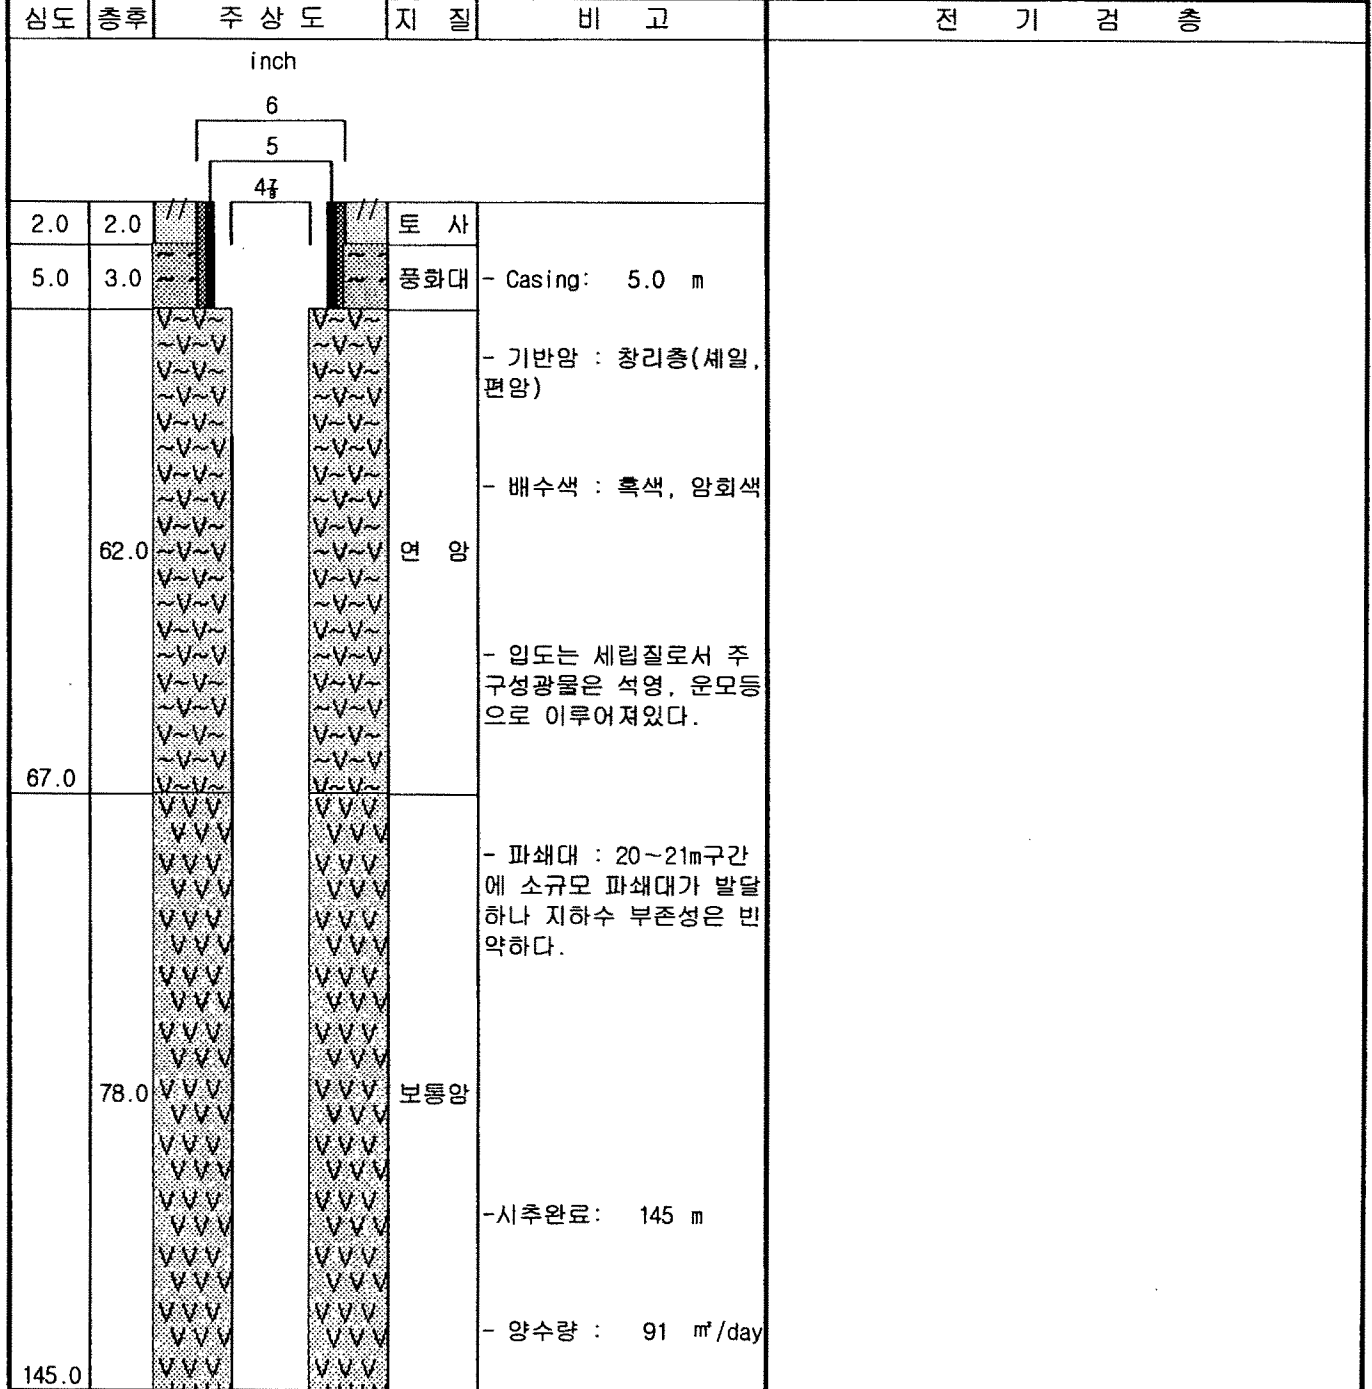 심도 층후 주 상 도 지 질 비 고 전 기 검 층
inch
6
5
4⅞
2.0 2.0 토 사
5.0 3.0 풍화대 - Casing: 5.0 m
- 기반암 : 창리층(셰일,
편암)
- 배수색 : 흑색, 암회색
62.0 연 암
- 입도는 세립질로서 주
구성광물은 석영, 운모등
으로 이루어져있다.
67.0
- 파쇄대 : 20~21m구간
에 소규모 파쇄대가 발달
하나 지하수 부존성은 빈
약하다.
78.0 보통암
-시추완료: 145 m
- 양수량 : 91 ㎥/day
145.0